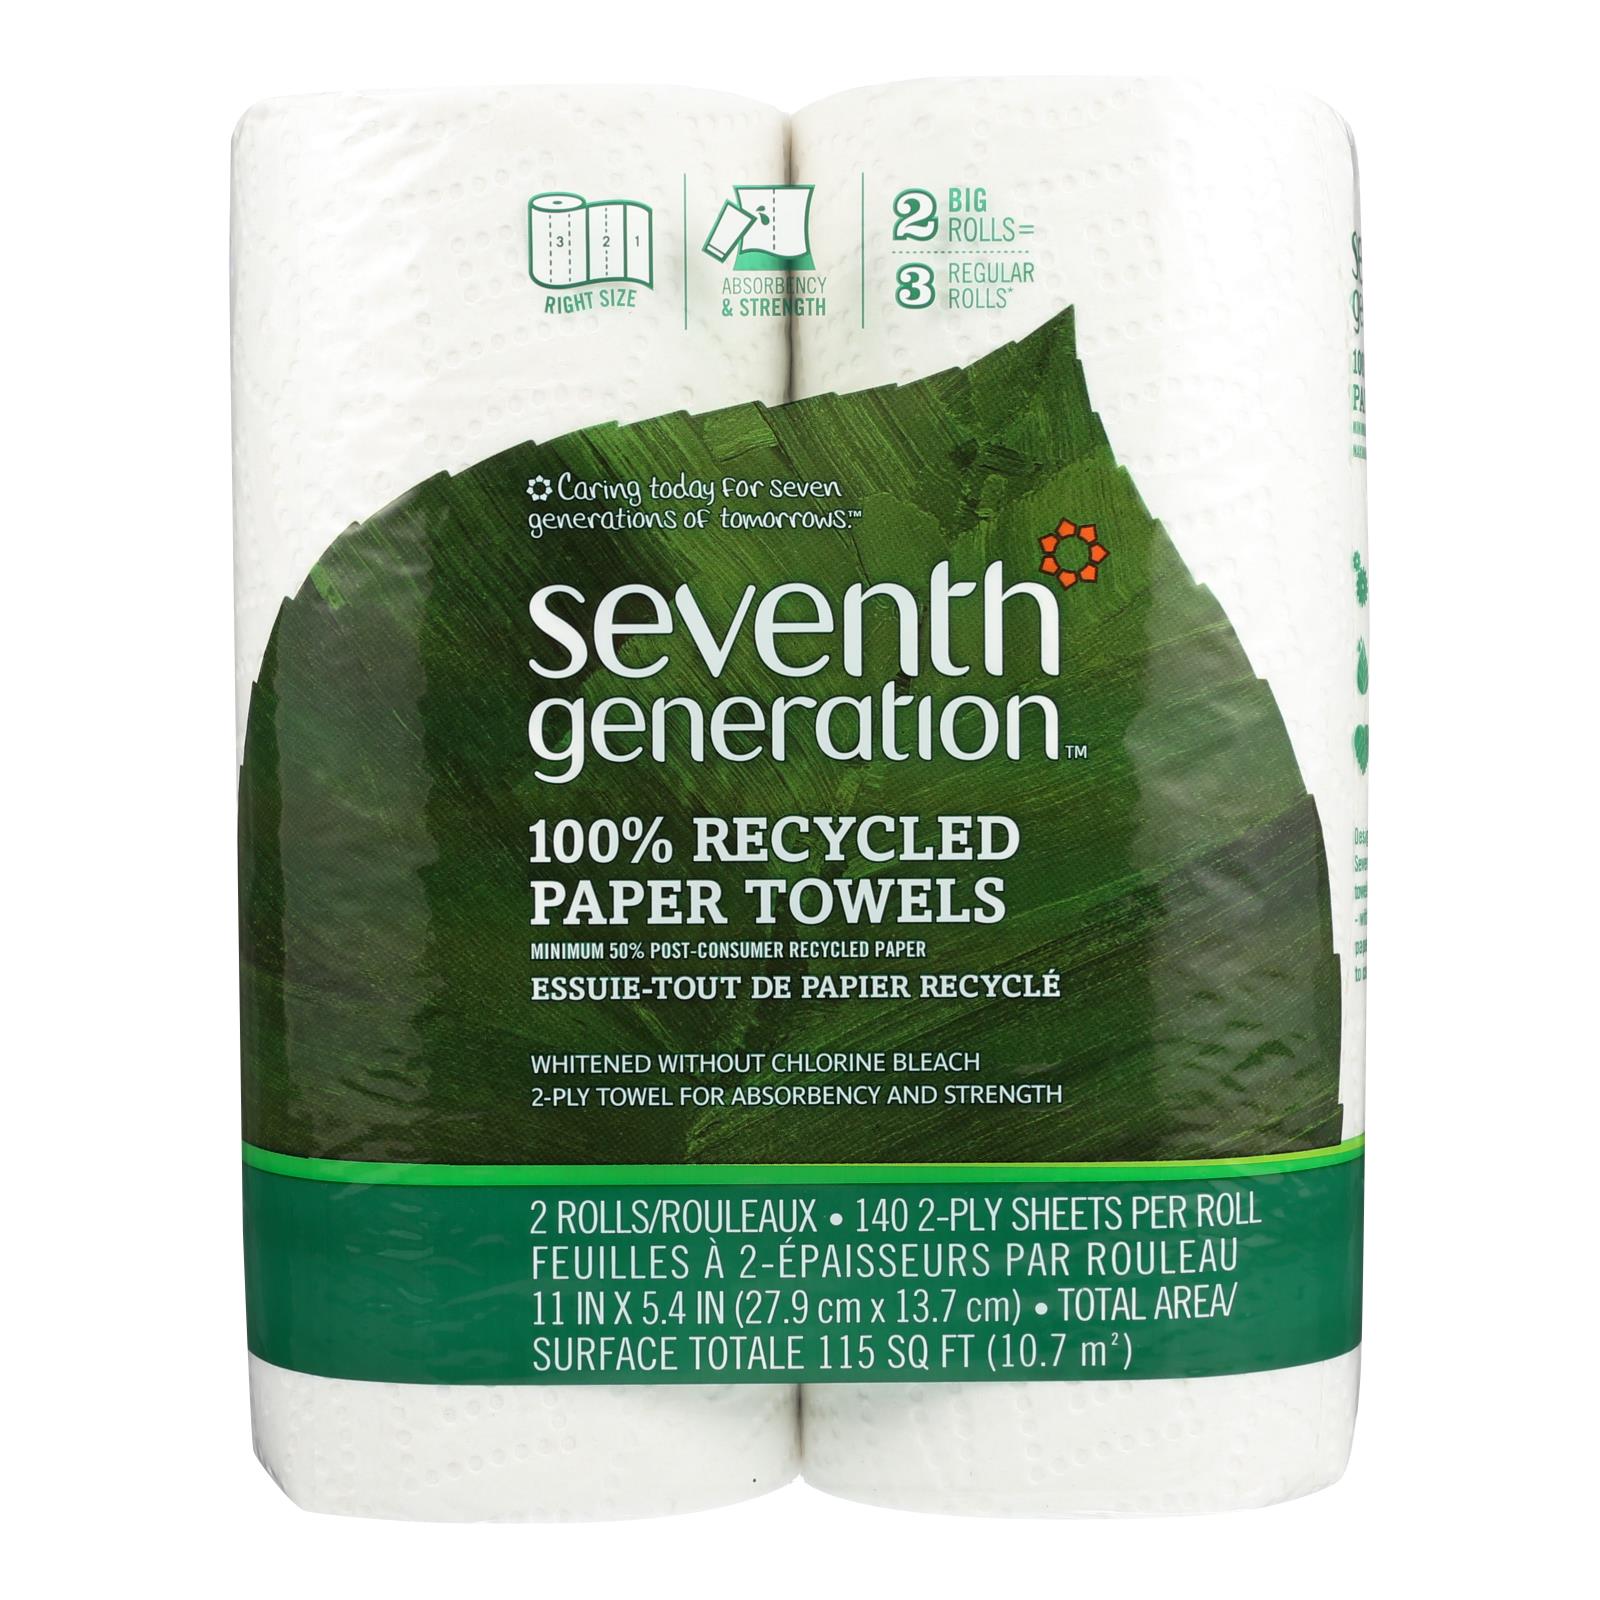 3 2 1
RIGHT SIZE
ABSORBENCY
& STRENGTH
2 BIG
ROLLS=
3 REGULAR
ROLLS*
Caring today for seven
generations of tomorrows.™
seventh
generation™
100% RECYCLED
PAPER TOWELS
MINIMUM 50% POST-CONSUMER RECYCLED PAPER
ESSUIE-TOUT DE PAPIER RECYCLÉ
WHITENED WITHOUT CHLORINE BLEACH
2-PLY TOWEL FOR ABSORBENCY AND STRENGTH
2 ROLLS/ROULEAUX • 140 2-PLY SHEETS PER ROLL
FEUILLES À 2-ÉPAISSEURS PAR ROULEAU
11 IN X 5.4 IN (27.9 cm x 13.7 cm) • TOTAL AREA/
SURFACE TOTALE 115 SQ FT (10.7 m²)